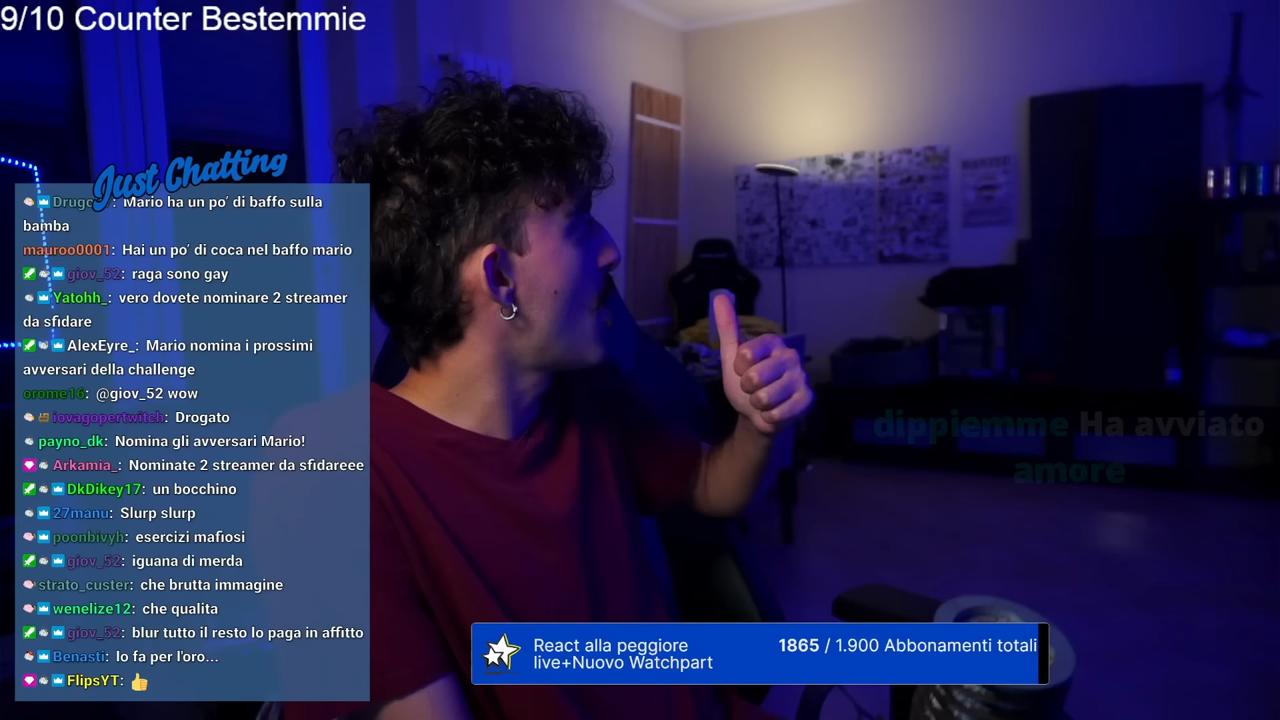 9/10 Counter Bestemmie
Just Chatting
Mario ha un po' di baffo sulla
bamba
mauroo0001: Hai un po' di coca nel baffo mario
giov_52: raga sono gay
Yatohh_: vero dovete nominare 2 streamer
da sfidare
AlexEyre_: Mario nomina i prossimi
avversari della challenge
orome16: @giov_52 wow
iovagopertwitch: Drogato
payno_dk: Nomina gli avversari Mario!
Arkamia_: Nominate 2 streamer da sfidareee
DkDikey17: un bocchino
27manu: Slurp slurp
poonbivyh: esercizi mafiosi
giov_52: iguana di merda
strato_custer: che brutta immagine
wenelize12: che qualita
giov_52: blur tutto il resto lo paga in affitto
Benasti: lo fa per l'oro...
FlipsYT: 👍
dippiemme Ha avviato
amore
React alla peggiore
live+Nuovo Watchpart
1865 / 1.900 Abbonamenti totali